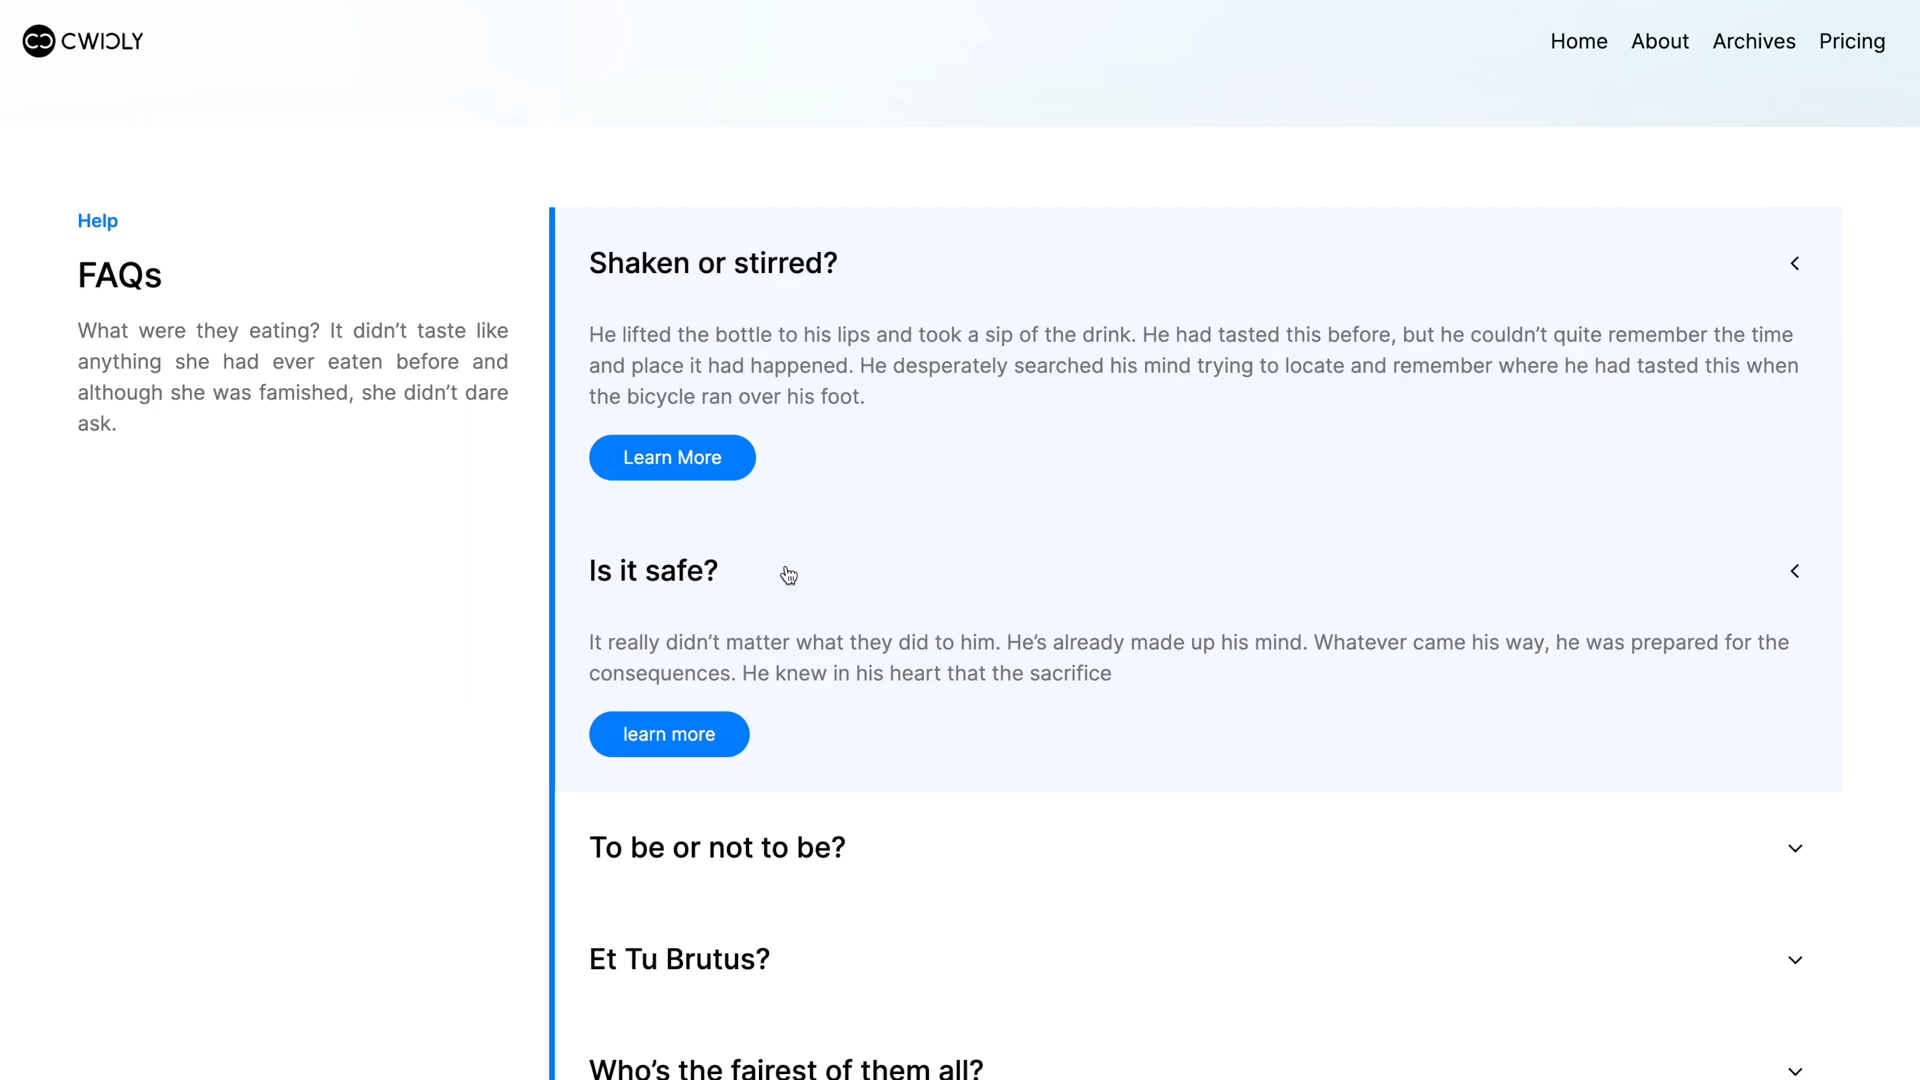 CWICLY
Home About Archives Pricing
Help
FAQs
What were they eating? It didn’t taste like
anything she had ever eaten before and
although she was famished, she didn’t dare
ask.
Shaken or stirred?
He lifted the bottle to his lips and took a sip of the drink. He had tasted this before, but he couldn’t quite remember the time
and place it had happened. He desperately searched his mind trying to locate and remember where he had tasted this when
the bicycle ran over his foot.
Learn More
Is it safe?
It really didn’t matter what they did to him. He’s already made up his mind. Whatever came his way, he was prepared for the
consequences. He knew in his heart that the sacrifice
learn more
To be or not to be?
Et Tu Brutus?
Who’s the fairest of them all?